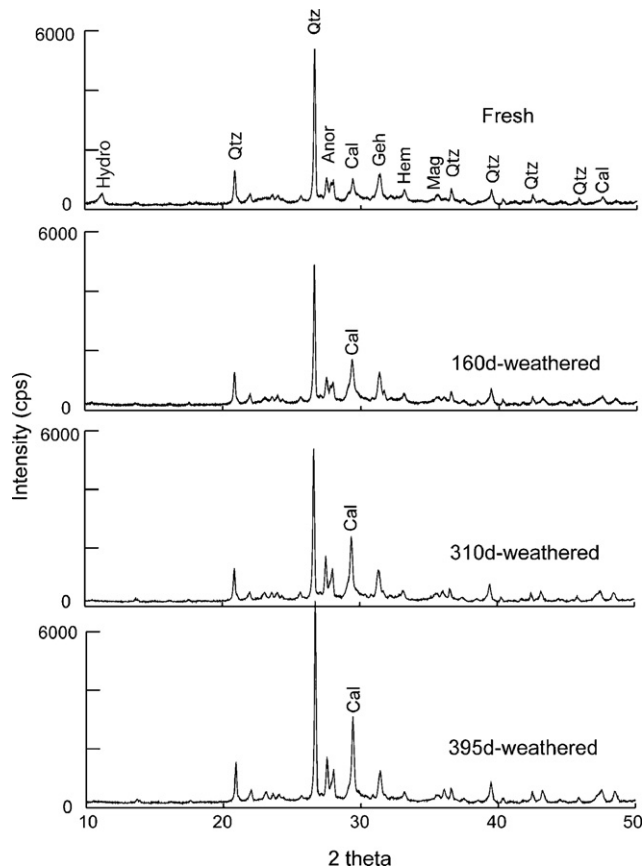 6000
Qtz
Fresh
Hydro
Qtz
Anor
Cal
Geh
Hem
Mag
Qtz
Qtz
Qtz
Qtz
Cal
0
6000
Cal
160d-weathered
0
Intensity (cps)
6000
Cal
310d-weathered
0
6000
Cal
395d-weathered
0
10 20 30 40 50
2 theta